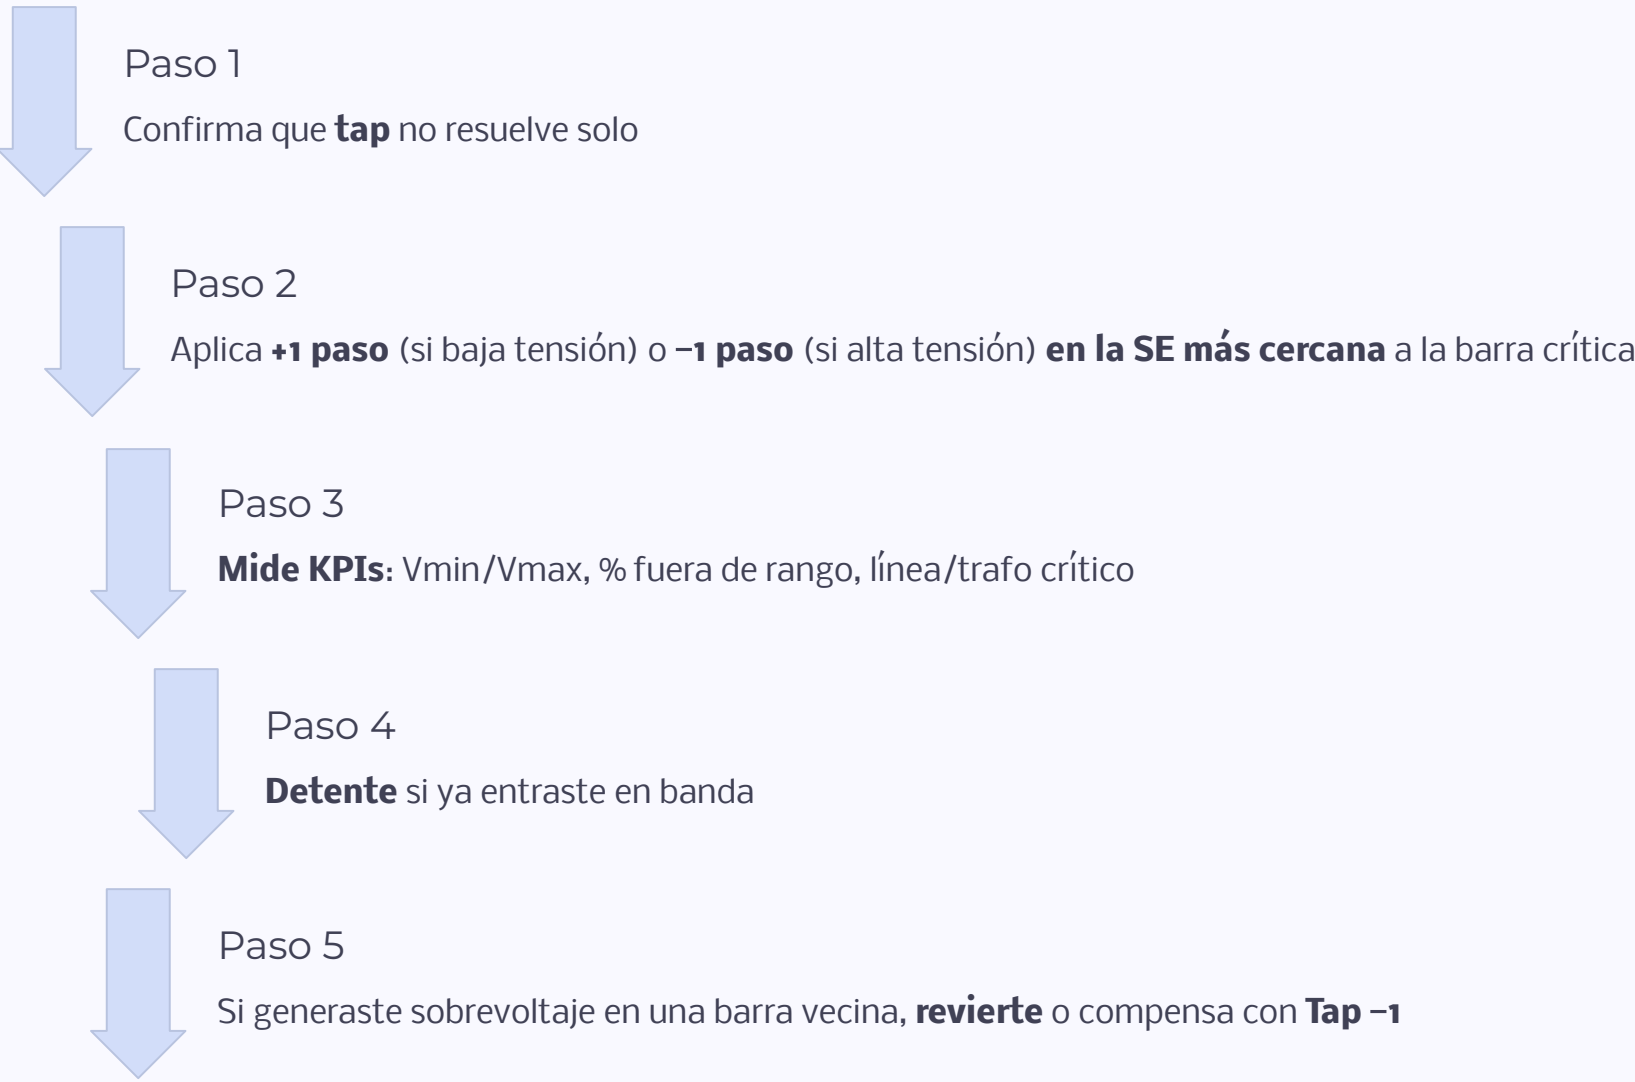 Paso 1
Confirma que tap no resuelve solo
Paso 2
Aplica +1 paso (si baja tensión) o −1 paso (si alta tensión) en la SE más cercana a la barra crítica
Paso 3
Mide KPIs: Vmin/Vmax, % fuera de rango, línea/trafo crítico
Paso 4
Detente si ya entraste en banda
Paso 5
Si generaste sobrevoltaje en una barra vecina, revierte o compensa con Tap −1